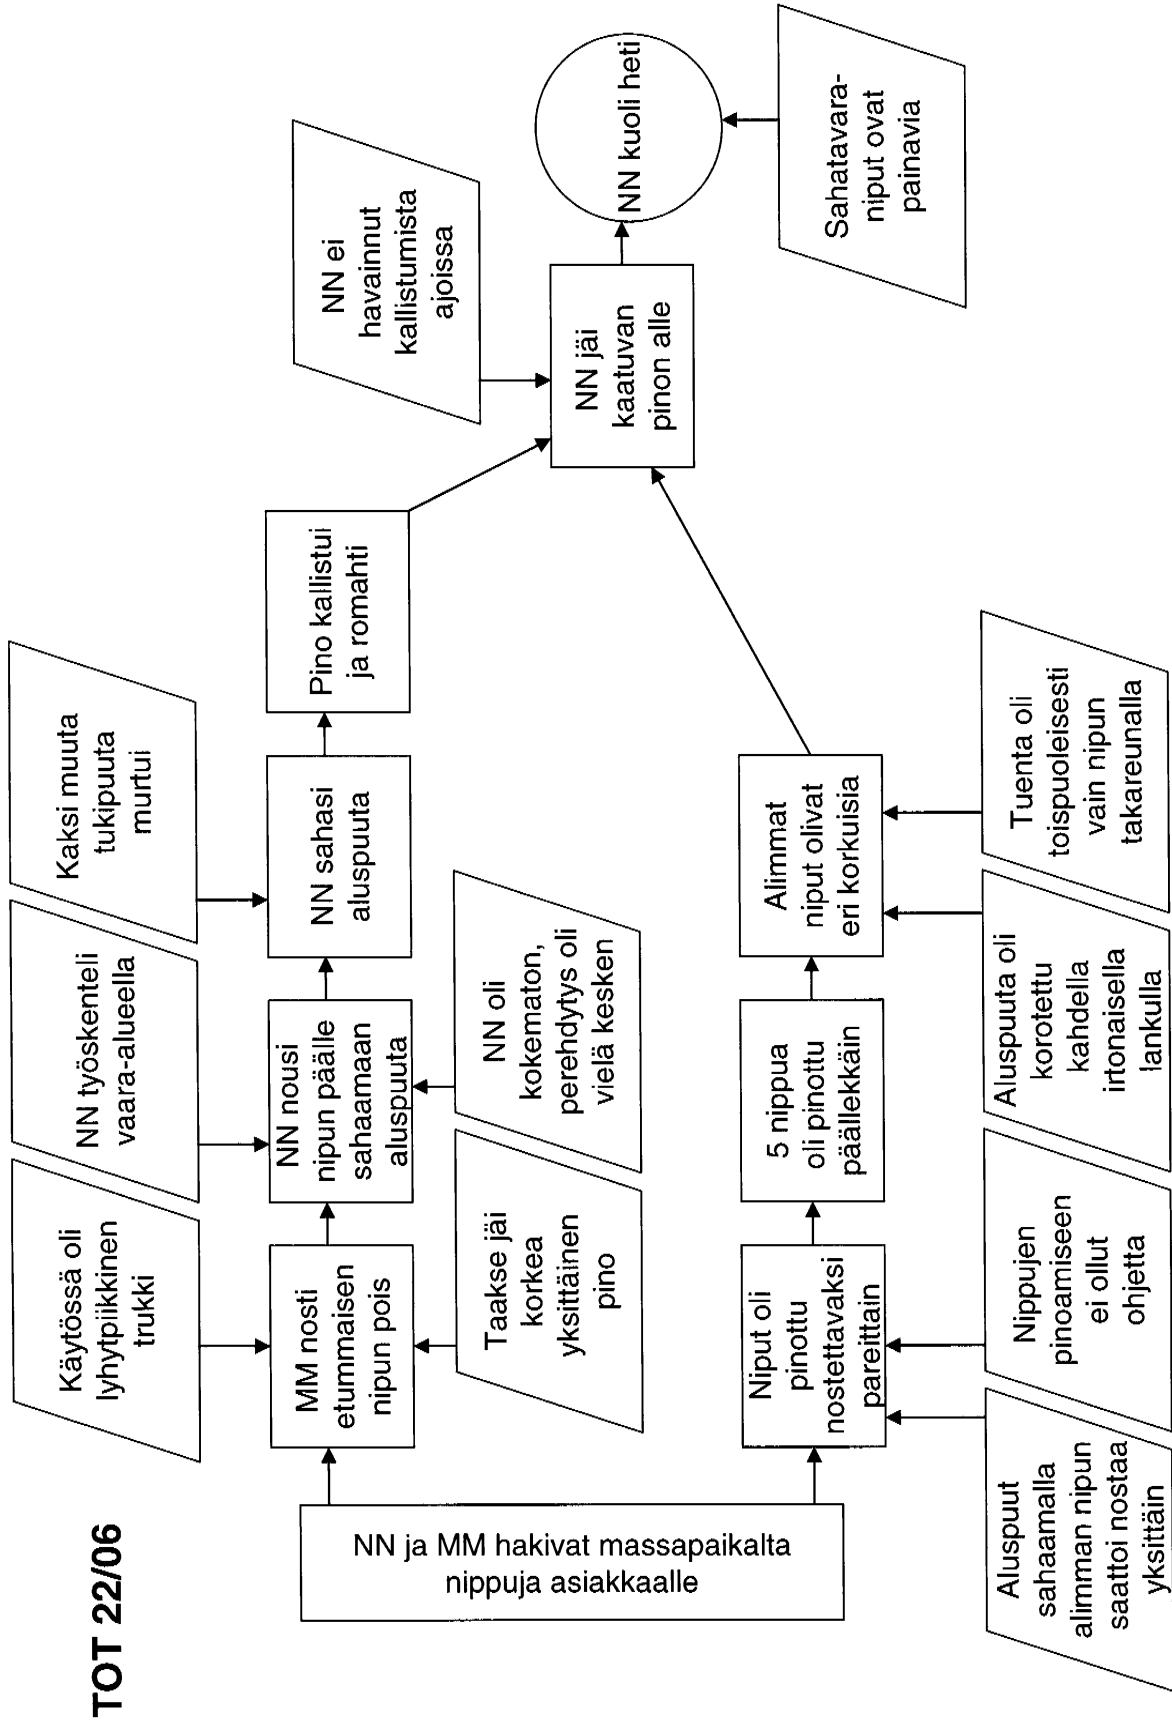 TOT 22/06
Käytössä oli
lyhytpiikkinen
trukki
NN työskenteli
vaara-alueella
Kaksi muuta
tukipuuta
murtui
MM nosti
etummaisen
nipun pois
NN nousi
nipun päälle
sahaamaan
aluspuuta
NN sahasi
aluspuuta
Pino kallistui
ja romahti
NN ei
havainnut
kallistumista
ajoissa
Taakse jäi
korkea
yksittäinen
pino
NN oli
kokematon,
perehdytys oli
vielä kesken
NN ja MM hakivat massapaikalta
nippuja asiakkaalle
NN jäi
kaatuvan
pinon alle
NN kuoli heti
Niput oli
pinottu
nostettavaksi
pareittain
5 nippua
oli pinottu
päällekkäin
Alimmat
niput olivat
eri korkuisia
Sahatavara-
niput ovat
painavia
Aluspuut
sahaamalla
alimman nipun
saattoi nostaa
yksittäin
Nippujen
pinoamiseen
ei ollut
ohjetta
Aluspuuta oli
korotettu
kahdella
irtonaisella
lankulla
Tuenta oli
toispuoleisesti
vain nipun
takareunalla